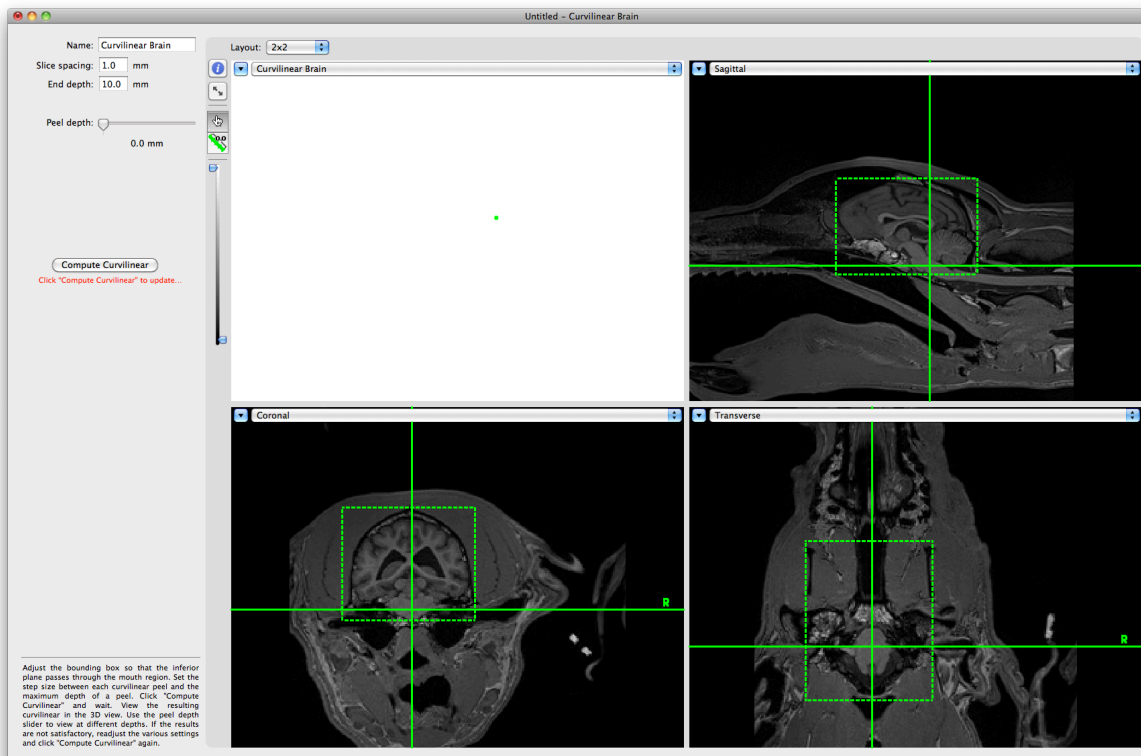 Untitled – Curvilinear Brain
Name: Curvilinear Brain
Slice spacing: 1.0 mm
End depth: 10.0 mm
Peel depth:
0.0 mm
Compute Curvilinear
Click "Compute Curvilinear" to update...
Adjust the bounding box so that the inferior
plane passes through the mouth region. Set the
step size between each curvilinear peel and the
maximum depth of a peel. Click "Compute
Curvilinear" and wait. View the resulting
curvilinear in the 3D view. Use the peel depth
slider to view at different depths. If the results
are not satisfactory, readjust the various settings
and click "Compute Curvilinear" again.
Layout: 2x2
Curvilinear Brain
Sagittal
Coronal
R
Transverse
R